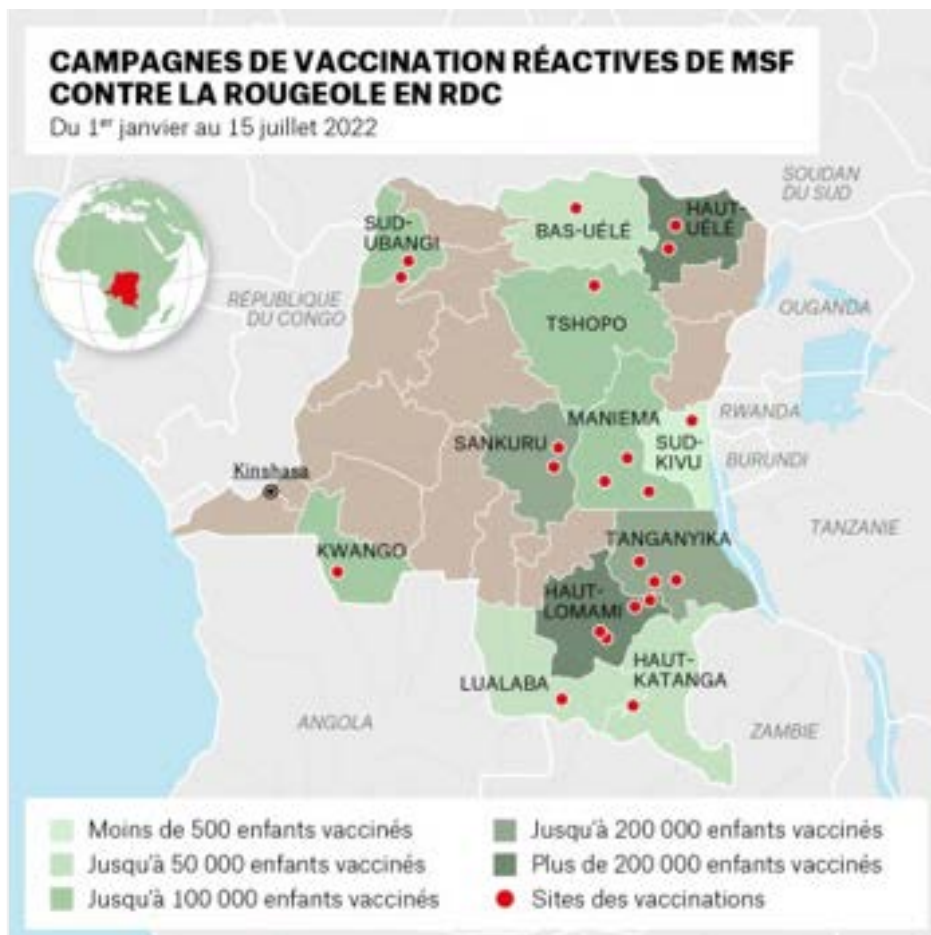 CAMPAGNES DE VACCINATION RÉACTIVES DE MSF
CONTRE LA ROUGEOLE EN RDC
Du 1er janvier au 15 juillet 2022
SOUDAN
DU SUD
HAUT-
UÉLÉ
BAS-UÉLÉ
SUD-
UBANGI
RÉPUBLIQUE
DU CONGO
OUGANDA
TSHOPO
MANIEMA
RWANDA
SANKURU
SUD-
KIVU
BURUNDI
Kinshasa
TANZANIE
KWANGO
TANGANYIKA
HAUT-
LOMAMI
HAUT-
KATANGA
LUALABA
ANGOLA
ZAMBIE
Moins de 500 enfants vaccinés
Jusqu'à 50 000 enfants vaccinés
Jusqu'à 100 000 enfants vaccinés
Jusqu'à 200 000 enfants vaccinés
Plus de 200 000 enfants vaccinés
Sites des vaccinations